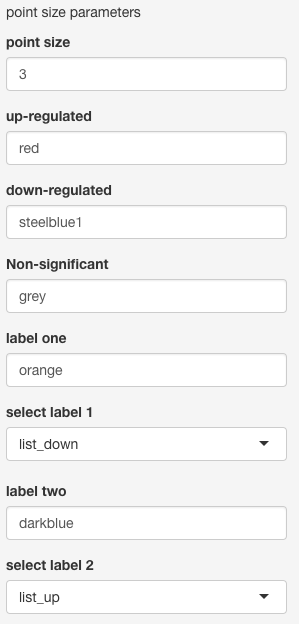 point size parameters
point size
3
up-regulated
red
down-regulated
steelblue1
Non-significant
grey
label one
orange
select label 1
list_down
label two
darkblue
select label 2
list_up